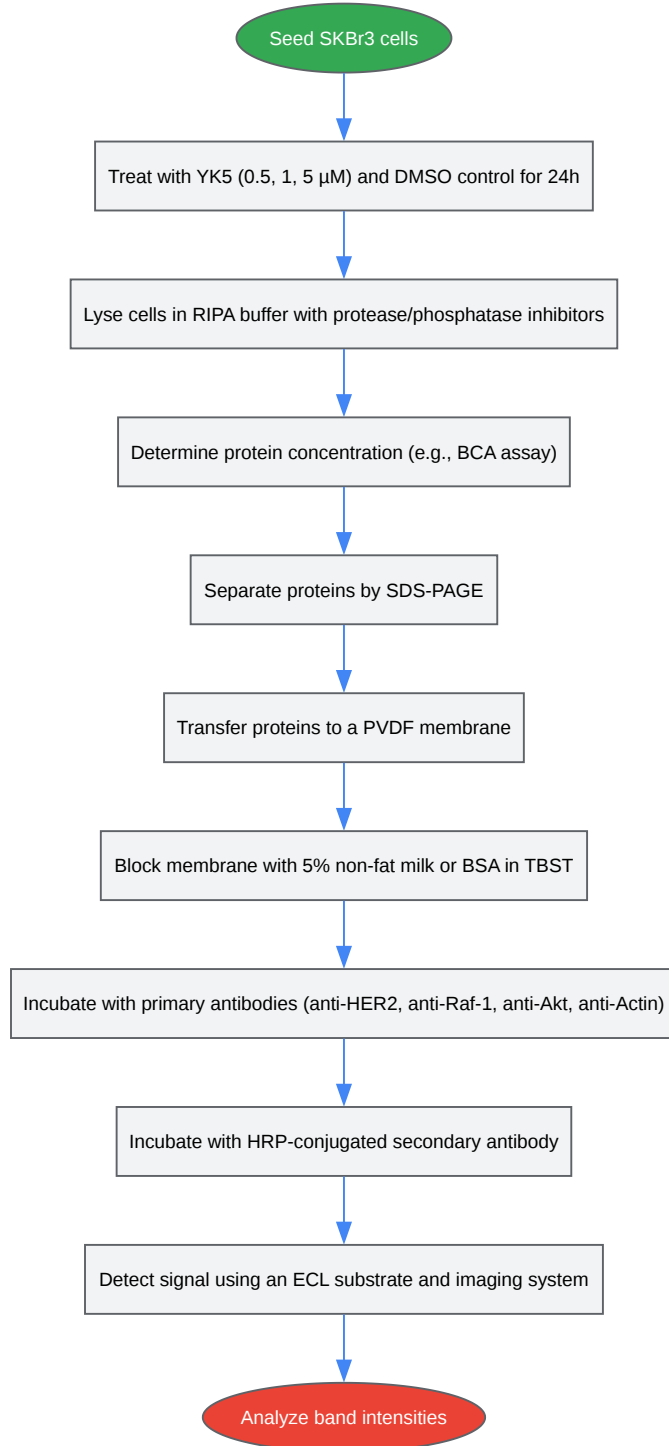 Seed SKBr3 cells
Treat with YK5 (0.5, 1, 5 µM) and DMSO control for 24h
Lyse cells in RIPA buffer with protease/phosphatase inhibitors
Determine protein concentration (e.g., BCA assay)
Separate proteins by SDS-PAGE
Transfer proteins to a PVDF membrane
Block membrane with 5% non-fat milk or BSA in TBST
Incubate with primary antibodies (anti-HER2, anti-Raf-1, anti-Akt, anti-Actin)
Incubate with HRP-conjugated secondary antibody
Detect signal using an ECL substrate and imaging system
Analyze band intensities